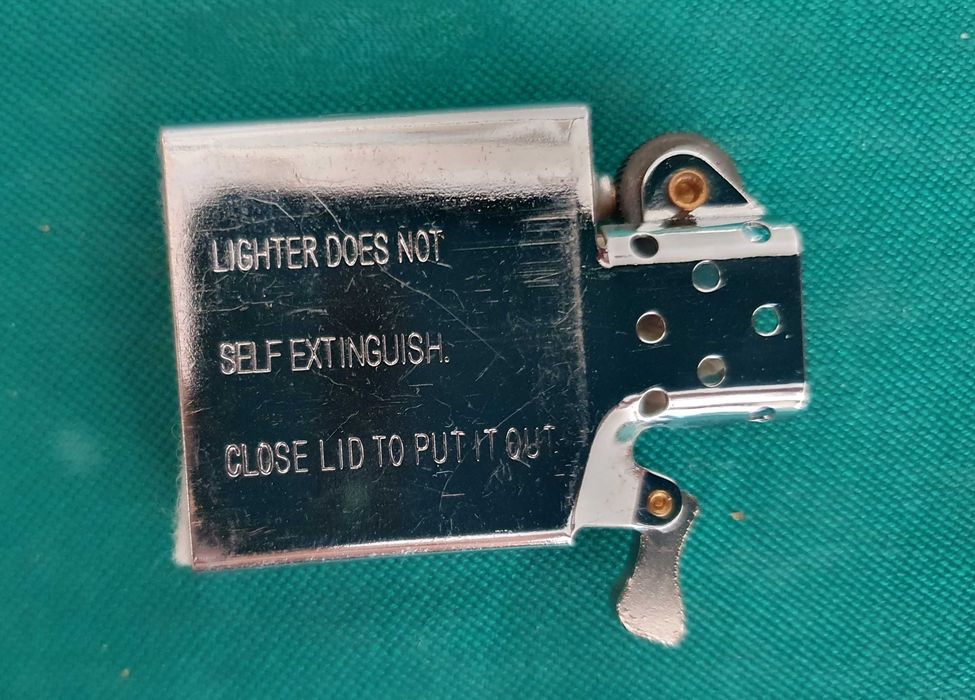 LIGHTER DOES NOT
SELF EXTINGUISH.
CLOSE LID TO PUT IT OUT